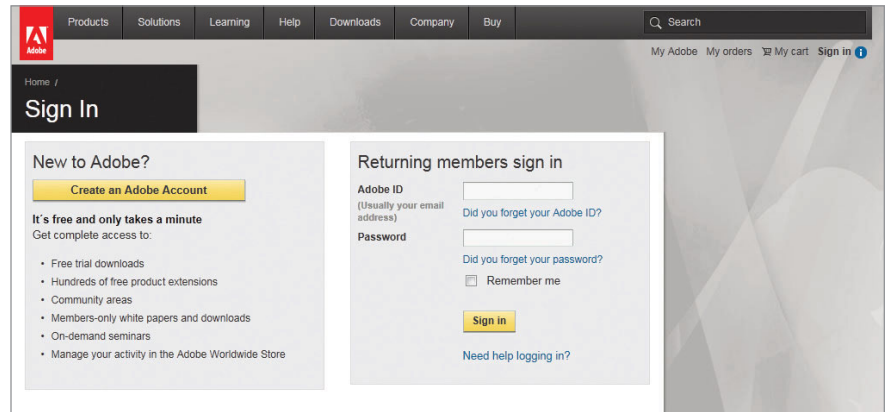 Products Solutions Learning Help Downloads Company Buy Search
Adobe
My Adobe My orders My cart Sign in
Home /
Sign In
New to Adobe?
Create an Adobe Account
It´s free and only takes a minute
Get complete access to:
• Free trial downloads
• Hundreds of free product extensions
• Community areas
• Members-only white papers and downloads
• On-demand seminars
• Manage your activity in the Adobe Worldwide Store
Returning members sign in
Adobe ID
(Usually your email
address)
Did you forget your Adobe ID?
Password
Did you forget your password?
Remember me
Sign in
Need help logging in?